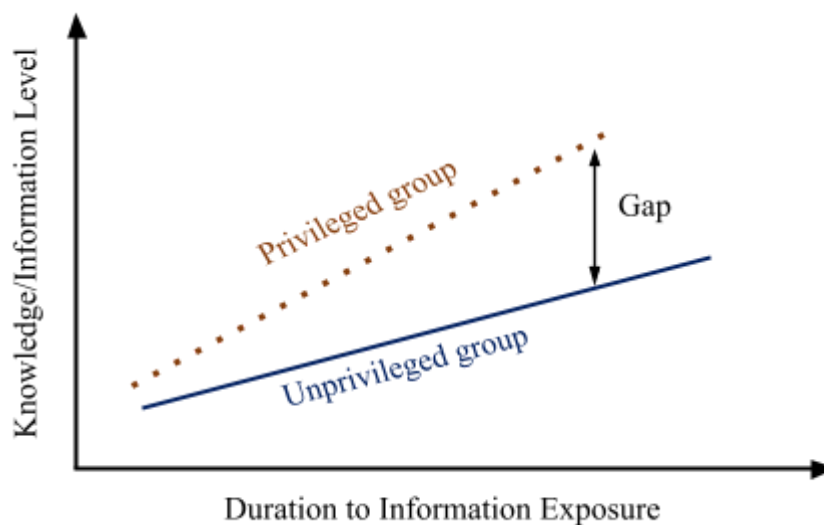 Knowledge/Information Level
Privileged group
Gap
Unprivileged group
Duration to Information Exposure